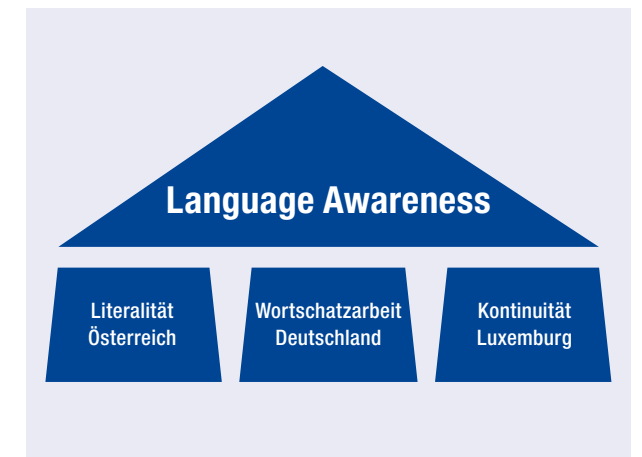 Language Awareness
Literalität
Österreich
Wortschatzarbeit
Deutschland
Kontinuität
Luxemburg